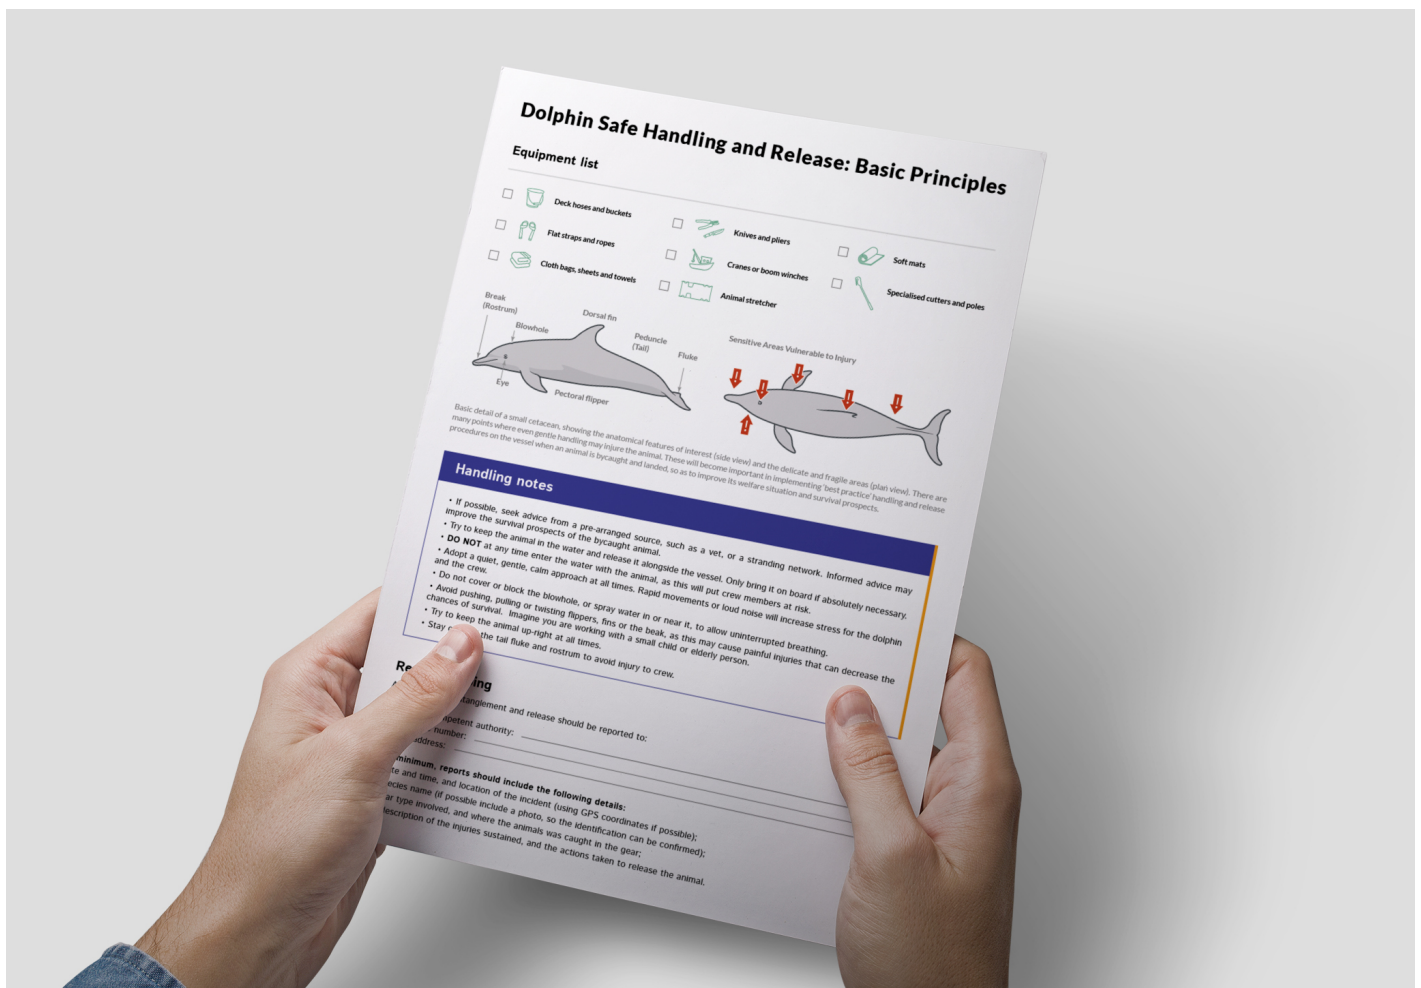 Dolphin Safe Handling and Release: Basic Principles
Equipment list
Deck hoses and buckets
Flat straps and ropes
Cloth bags, sheets and towels
Knives and pliers
Cranes or boom winches
Animal stretcher
Soft mats
Specialised cutters and poles
Break
(Rostrum)
Blowhole
Dorsal fin
Peduncle
(Tail)
Fluke
Eye
Pectoral flipper
Sensitive Areas Vulnerable to Injury
Basic detail of a small cetacean, showing the anatomical features of interest (side view) and the delicate and fragile areas (plan view). There are
many points where even gentle handling may injure the animal. These will become important in implementing 'best practice' handling and release
procedures on the vessel when an animal is bycaught and landed, so as to improve its welfare situation and survival prospects.
Handling notes
• If possible, seek advice from a pre-arranged source, such as a vet, or a stranding network. Informed advice may
improve the survival prospects of the bycaught animal.
• Try to keep the animal in the water and release it alongside the vessel. Only bring it on board if absolutely necessary.
• DO NOT at any time enter the water with the animal, as this will put crew members at risk.
• Adopt a quiet, gentle, calm approach at all times. Rapid movements or loud noise will increase stress for the dolphin
and the crew.
• Do not cover or block the blowhole, or spray water in or near it, to allow uninterrupted breathing.
• Avoid pushing, pulling or twisting flippers, fins or the beak, as this may cause painful injuries that can decrease the
chances of survival. Imagine you are working with a small child or elderly person.
• Try to keep the animal up-right at all times.
• Stay the tail fluke and rostrum to avoid injury to crew.
and release should be reported to:
authority:
number:
minimum, reports should include the following details:
and time, and location of the incident (using GPS coordinates if possible);
name (if possible include a photo, so the identification can be confirmed);
type involved, and where the animals was caught in the gear;
of the injuries sustained, and the actions taken to release the animal.